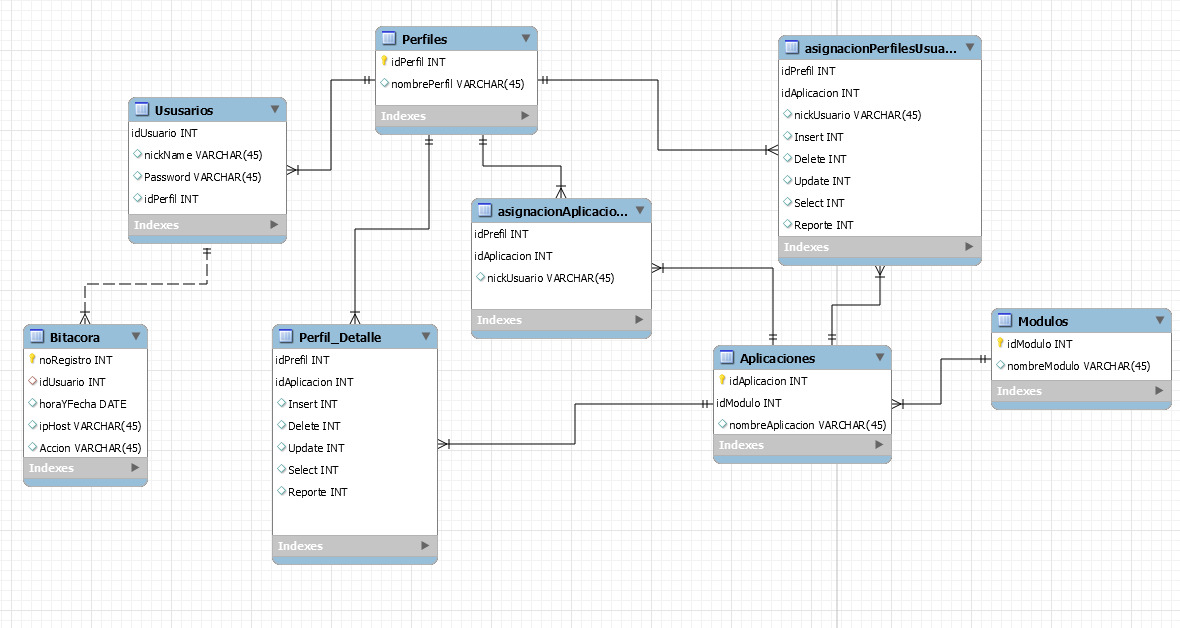 Perfiles
idPerfil INT
nombrePerfil VARCHAR(45)
Indexes
asignacionPerfilesUsua...
idPrefil INT
idAplicacion INT
nickUsuario VARCHAR(45)
Insert INT
Delete INT
Update INT
Select INT
Reporte INT
Indexes
Ususarios
idUsuario INT
nickName VARCHAR(45)
Password VARCHAR(45)
idPerfil INT
Indexes
asignacionAplicacio...
idPrefil INT
idAplicacion INT
nickUsuario VARCHAR(45)
Indexes
Bitacora
noRegistro INT
idUsuario INT
horaYFecha DATE
ipHost VARCHAR(45)
Accion VARCHAR(45)
Indexes
Perfil_Detalle
idPrefil INT
idAplicacion INT
Insert INT
Delete INT
Update INT
Select INT
Reporte INT
Indexes
Aplicaciones
idAplicacion INT
idModulo INT
nombreAplicacion VARCHAR(45)
Indexes
Modulos
idModulo INT
nombreModulo VARCHAR(45)
Indexes